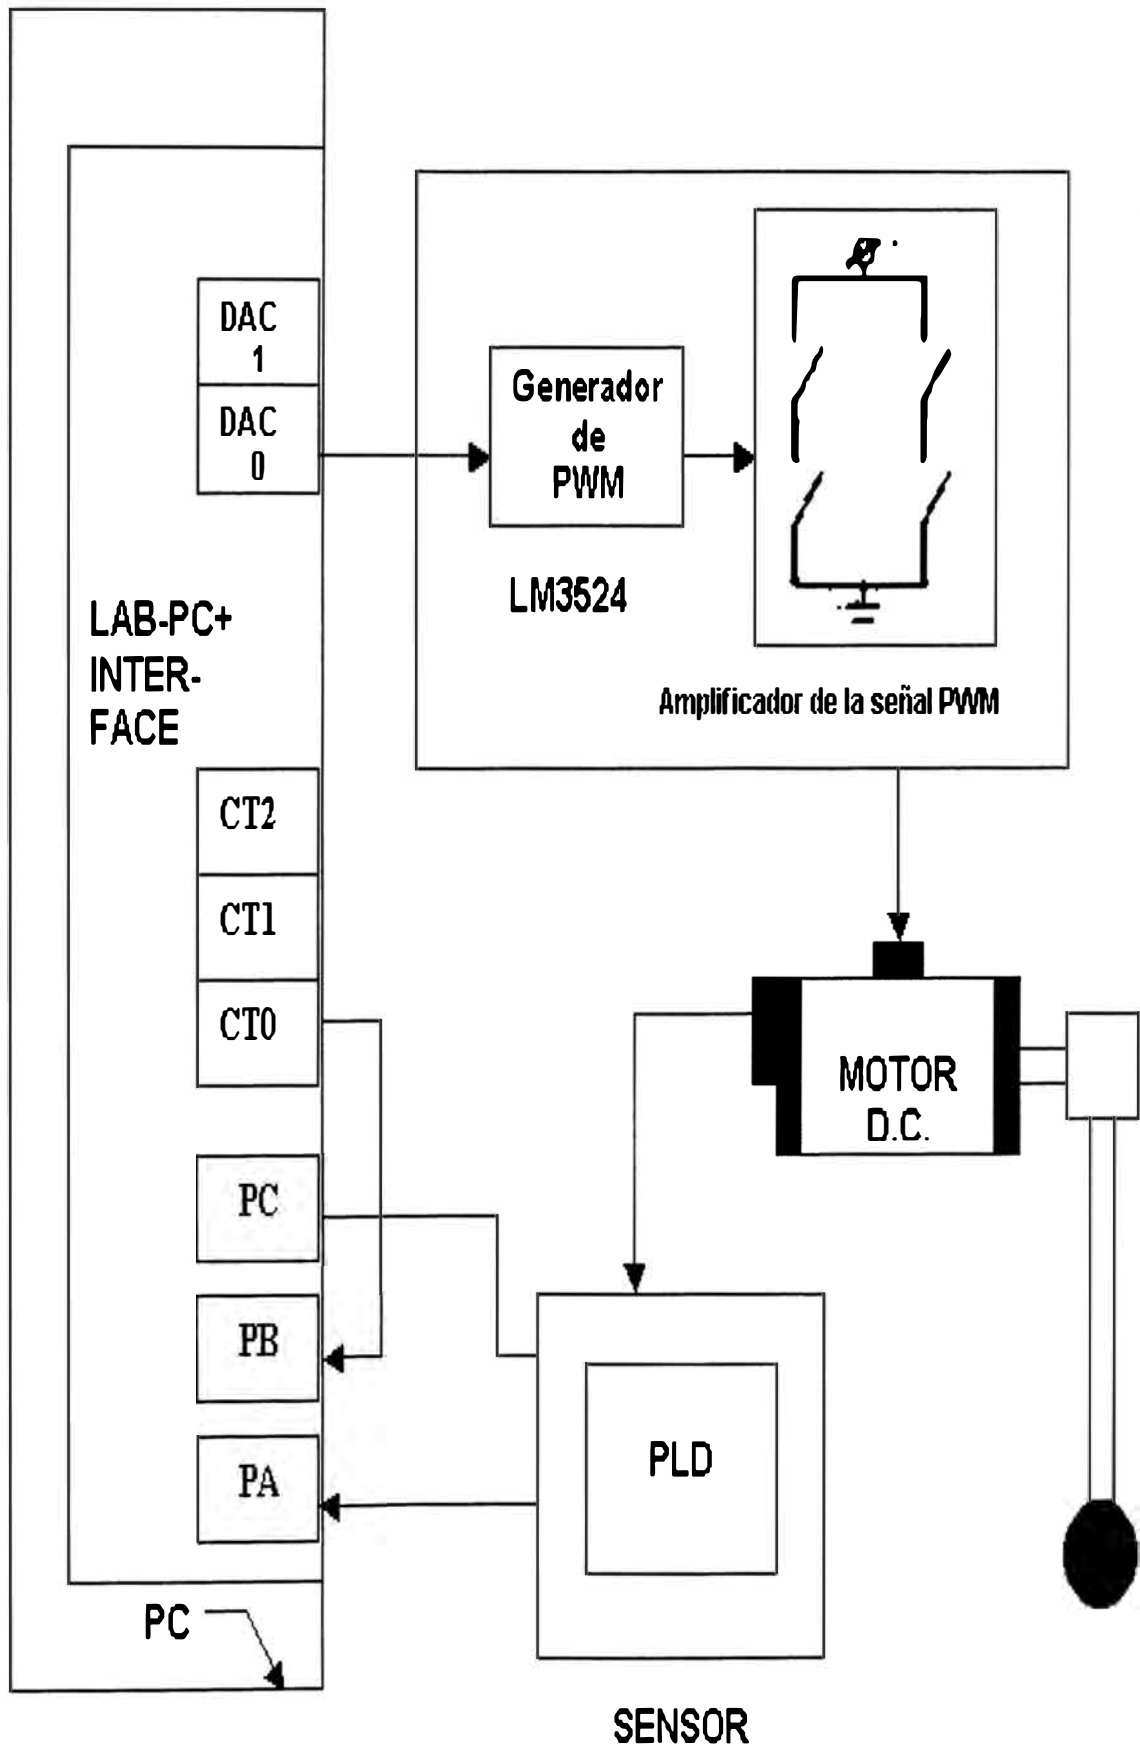 DAC
1
DAC
0
Generador
de
PWM
LM3524
LAB-PC+
INTER-
FACE
Amplificador de la señal PWM
CT2
CT1
CT0
MOTOR
D.C.
PC
PB
PA
PLD
PC
SENSOR